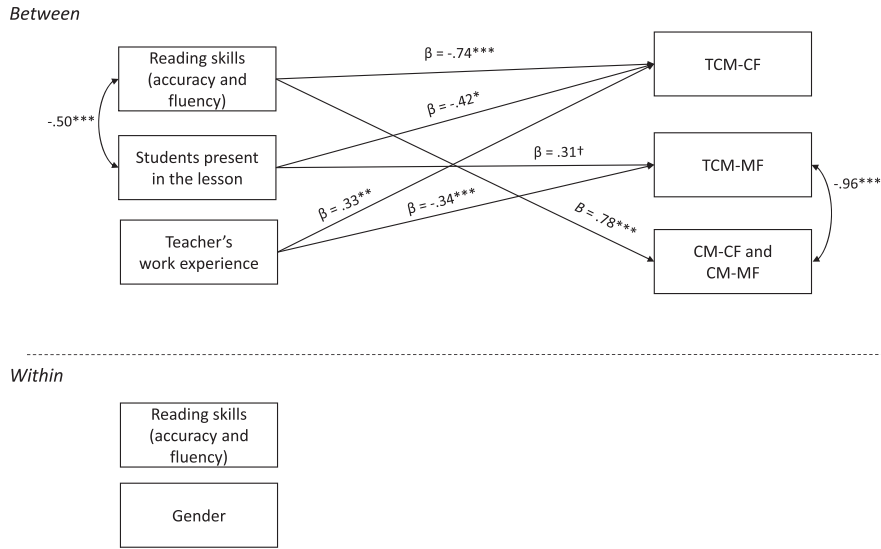 Between
Reading skills
(accuracy and
fluency)
β = -.74***
TCM-CF
-.50***
β = -.42*
Students present
in the lesson
β = .31†
TCM-MF
-.96***
β = .33**
β = -.34***
B = .78***
Teacher’s
work experience
CM-CF and
CM-MF
Within
Reading skills
(accuracy and
fluency)
Gender